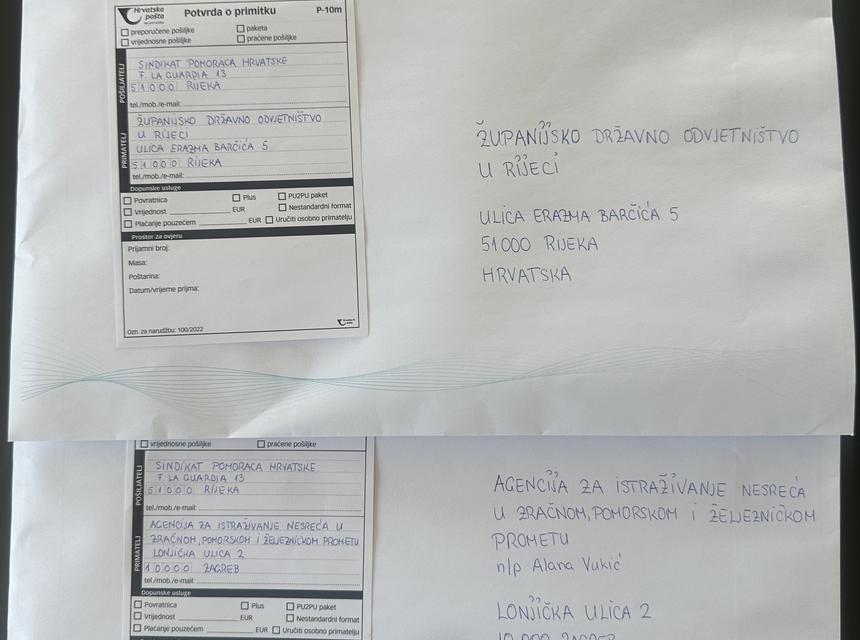 Hrvatska pošta
Potvrda o primitku
P-10m
preporučene pošiljke
paketa
vrijednosne pošiljke
praćene pošiljke
POŠILJATELJ
SINDIKAT POMORACA HRVATSKE
F. LA GUARDIA 13
51000 RIJEKA
tel./mob./e-mail:
PRIMATELJ
ŽUPANIJSKO DRŽAVNO ODVJETNIŠTVO
U RIJECI
ULICA ERAZMA BARČIĆA 5
51000 RIJEKA
tel./mob./e-mail:
Dopunske usluge
Povratnica
Plus
PU2PU paket
Vrijednost EUR
Nestandardni format
Plaćanje pouzećem EUR
Uručiti osobno primatelju
Prostor za ovjeru
Prijamni broj:
Masa:
Poštarina:
Datum/vrijeme prijma:
Ozn. za narudžbu: 100/2022
ŽUPANIJSKO DRŽAVNO ODVJETNIŠTVO
U RIJECI
ULICA ERAZMA BARČIĆA 5
51000 RIJEKA
HRVATSKA
vrijednosne pošiljke
praćene pošiljke
POŠILJATELJ
SINDIKAT POMORACA HRVATSKE
F. LA GUARDIA 13
51000 RIJEKA
tel./mob./e-mail:
PRIMATELJ
AGENCIJA ZA ISTRAŽIVANJE NESREĆA U
ZRAČNOM, POMORSKOM I ŽELJEZNIČKOM PROMETU
LONJIČKA ULICA 2
10000 ZAGREB
tel./mob./e-mail:
Dopunske usluge
Povratnica
Plus
PU2PU paket
Vrijednost EUR
Nestandardni format
Plaćanje pouzećem EUR
Uručiti osobno primatelju
AGENCIJA ZA ISTRAŽIVANJE NESREĆA
U ZRAČNOM, POMORSKOM I ŽELJEZNIČKOM
PROMETU
n/p Alana Vukić
LONJIČKA ULICA 2
10 000 ZAGREB